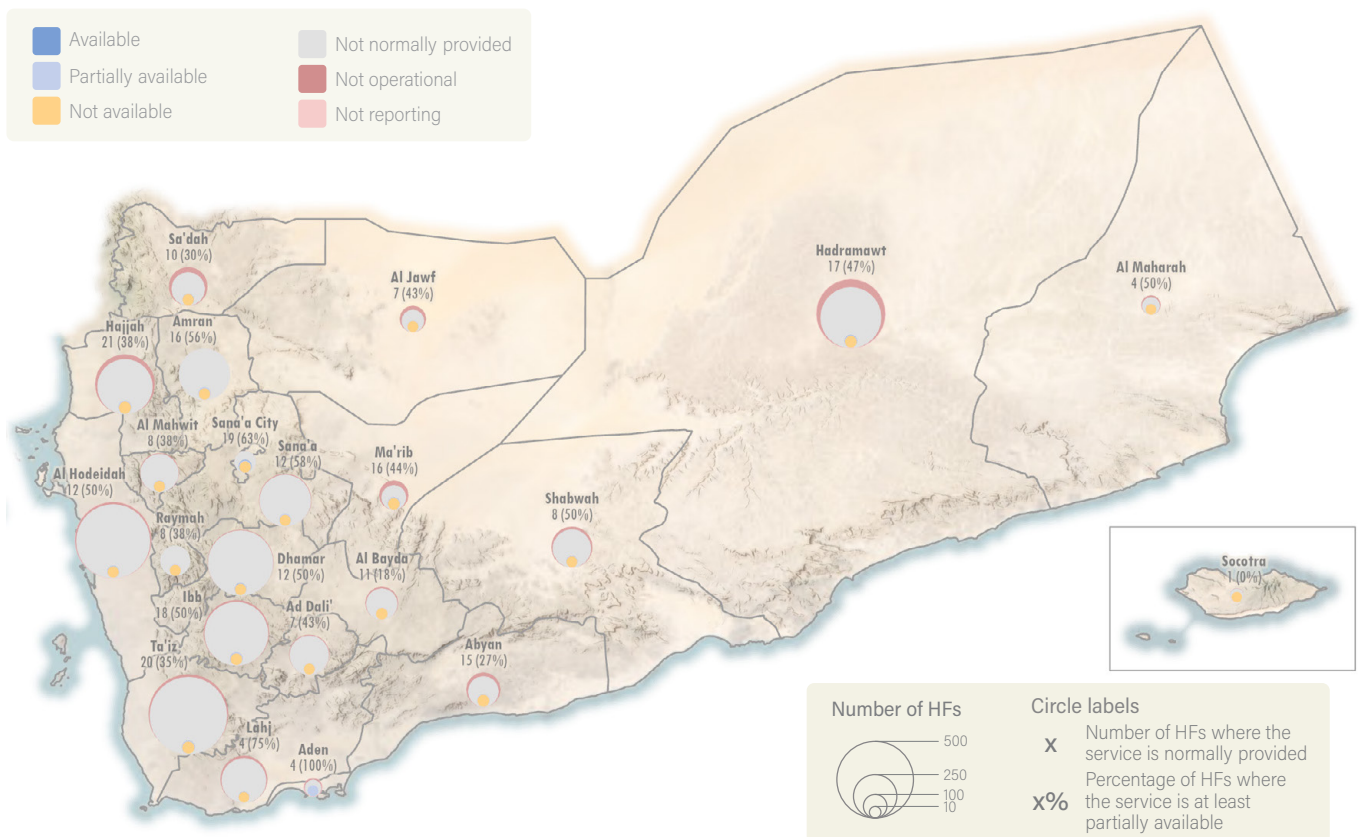 Available
Partially available
Not available
Not normally provided
Not operational
Not reporting
Sa'dah
10 (30%)
Al Jawf
7 (43%)
Hadramawt
17 (47%)
Al Maharah
4 (50%)
Hajjah
21 (38%)
Amran
16 (56%)
Al Mahwit
8 (38%)
Sana'a City
19 (63%)
Sana'a
12 (58%)
Ma'rib
16 (44%)
Al Hodeidah
12 (50%)
Shabwah
8 (50%)
Raymah
8 (38%)
Dhamar
12 (50%)
Al Bayda
11 (18%)
Socotra
1 (0%)
Ibb
18 (50%)
Ad Dali'
7 (43%)
Ta'iz
20 (35%)
Abyan
15 (27%)
Lahj
4 (75%)
Aden
4 (100%)
Number of HFs
500
250
100
10
Circle labels
x
Number of HFs where the
service is normally provided
x%
Percentage of HFs where
the service is at least
partially available